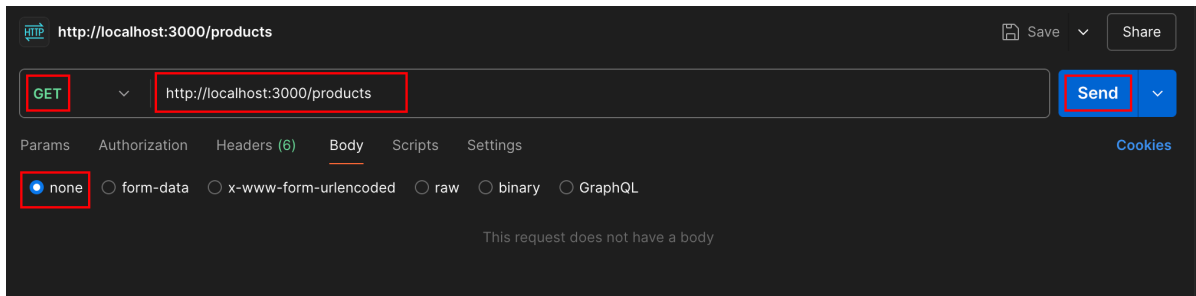 HTTP http://localhost:3000/products Save Share
GET http://localhost:3000/products Send
Params Authorization Headers (6) Body Scripts Settings Cookies
none form-data x-www-form-urlencoded raw binary GraphQL
This request does not have a body